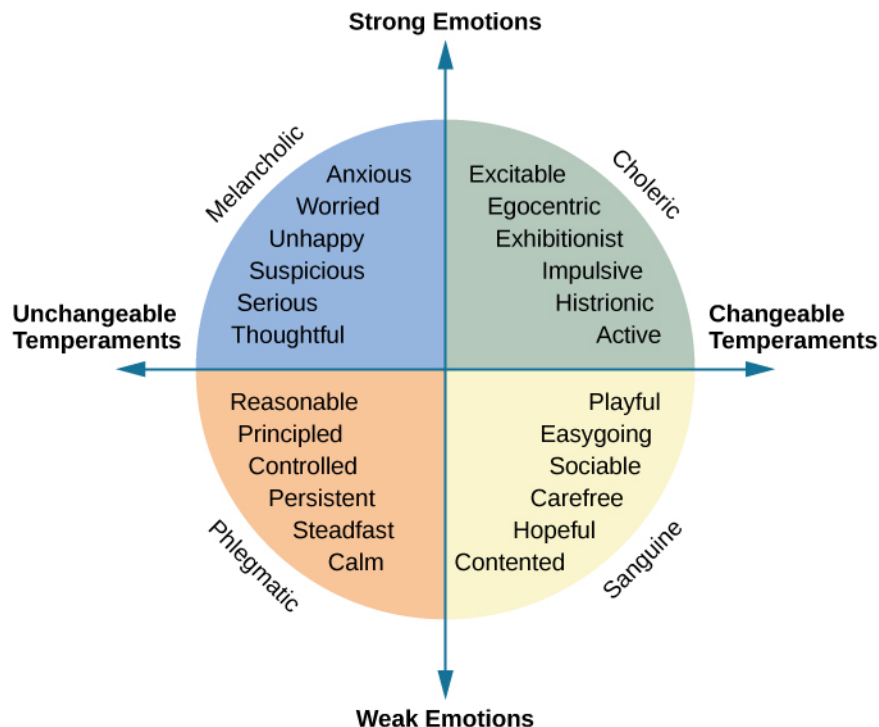 Strong Emotions
Melancholic
Anxious
Worried
Unhappy
Suspicious
Serious
Thoughtful
Choleric
Excitable
Egocentric
Exhibitionist
Impulsive
Histrionic
Active
Unchangeable
Temperaments
Changeable
Temperaments
Reasonable
Principled
Controlled
Persistent
Steadfast
Calm
Phlegmatic
Playful
Easygoing
Sociable
Carefree
Hopeful
Contented
Sanguine
Weak Emotions